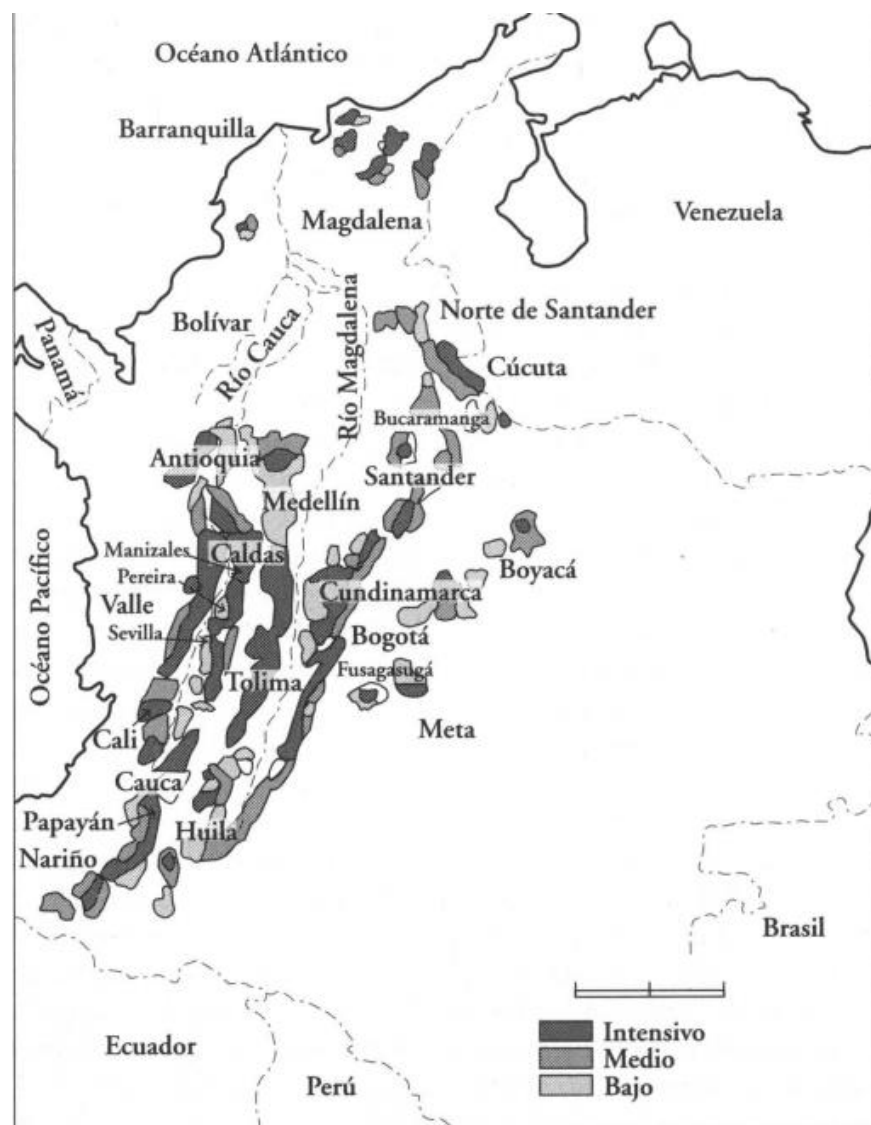 Océano Atlántico
Barranquilla
Magdalena
Venezuela
Bolívar
Río Cauca
Río Magdalena
Norte de Santander
Panamá
Cúcuta
Bucaramanga
Antioquia
Santander
Medellín
Manizales
Caldas
Pereira
Boyacá
Cundinamarca
Valle
Sevilla
Bogotá
Océano Pacífico
Fusagasugá
Tolima
Meta
Cali
Cauca
Papayán
Huila
Nariño
Brasil
Ecuador
Perú
Intensivo
Medio
Bajo